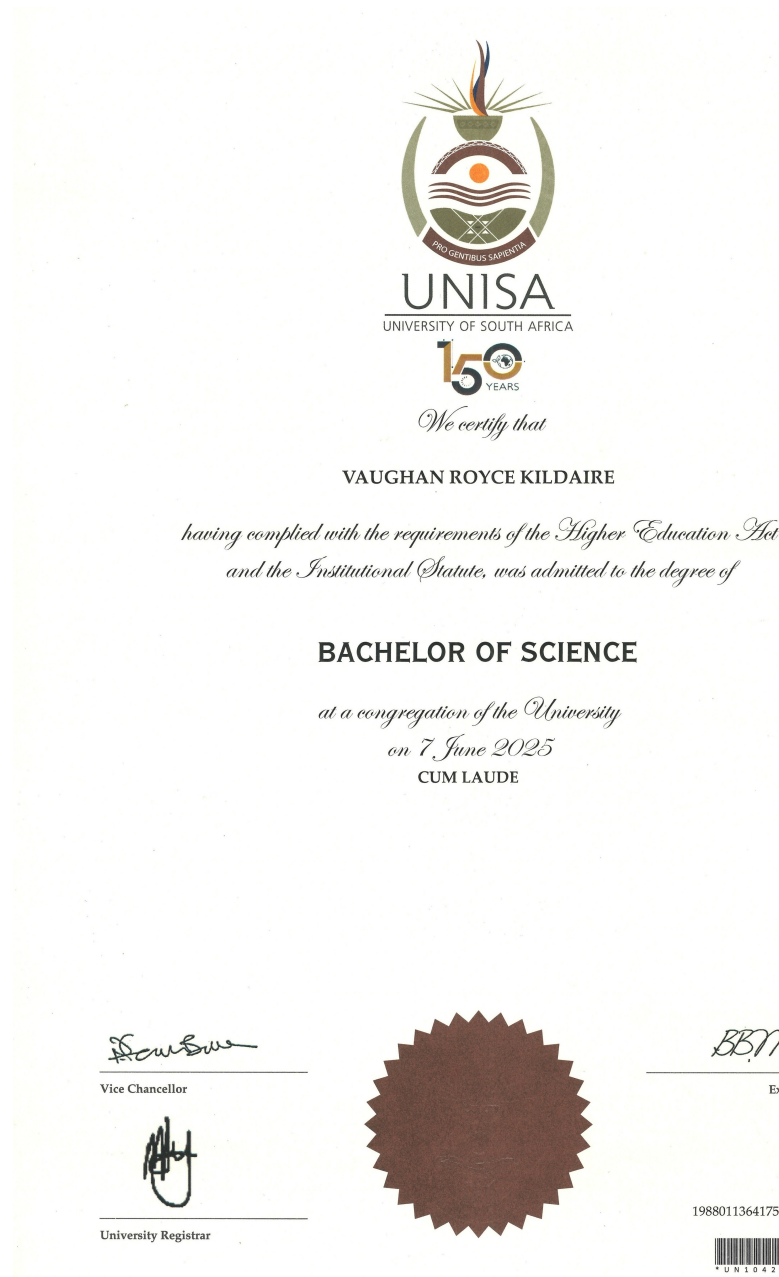 PRO GENTIBUS SAPIENTIA
UNISA
UNIVERSITY OF SOUTH AFRICA
150
YEARS
We certify that
VAUGHAN ROYCE KILDAIRE
having complied with the requirements of the Higher Education Act
and the Institutional Statute, was admitted to the degree of
BACHELOR OF SCIENCE
at a congregation of the University
on 7 June 2025
CUM LAUDE
Vice Chancellor
University Registrar
1988011364175
*UN1042